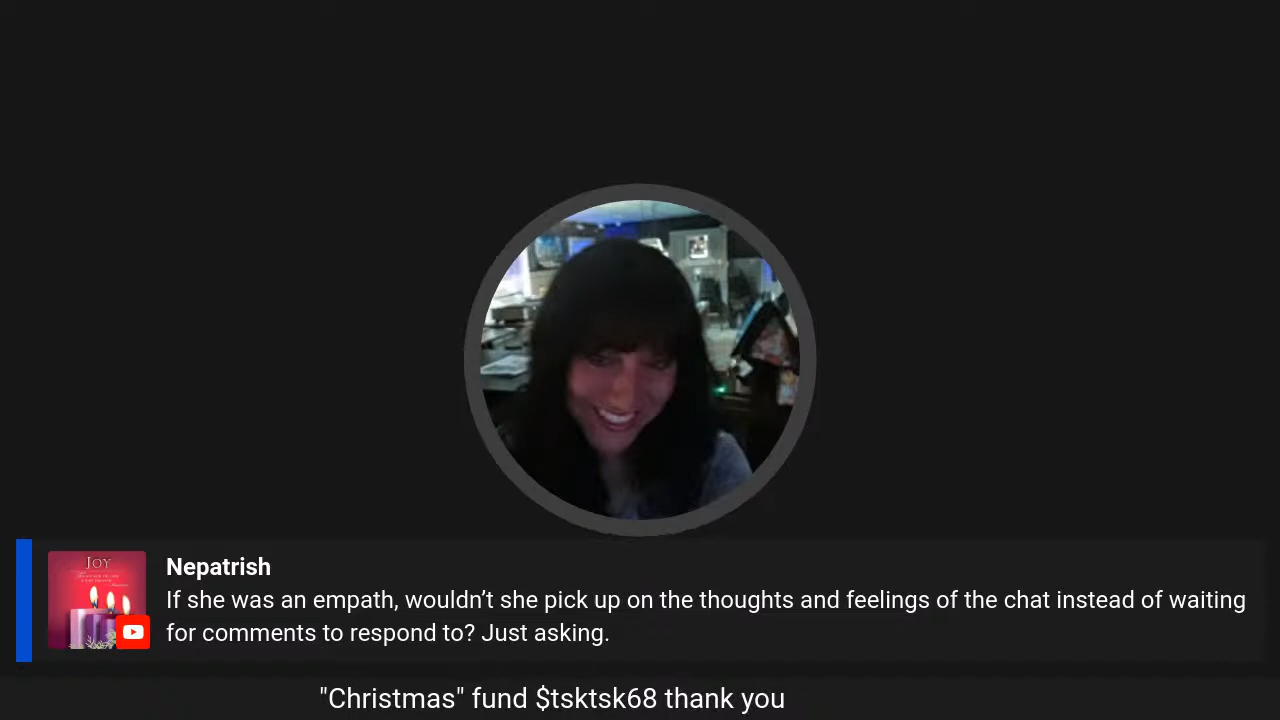 JOY
Nepatrish
If she was an empath, wouldn’t she pick up on the thoughts and feelings of the chat instead of waiting
for comments to respond to? Just asking.
"Christmas" fund $tsktsk68 thank you